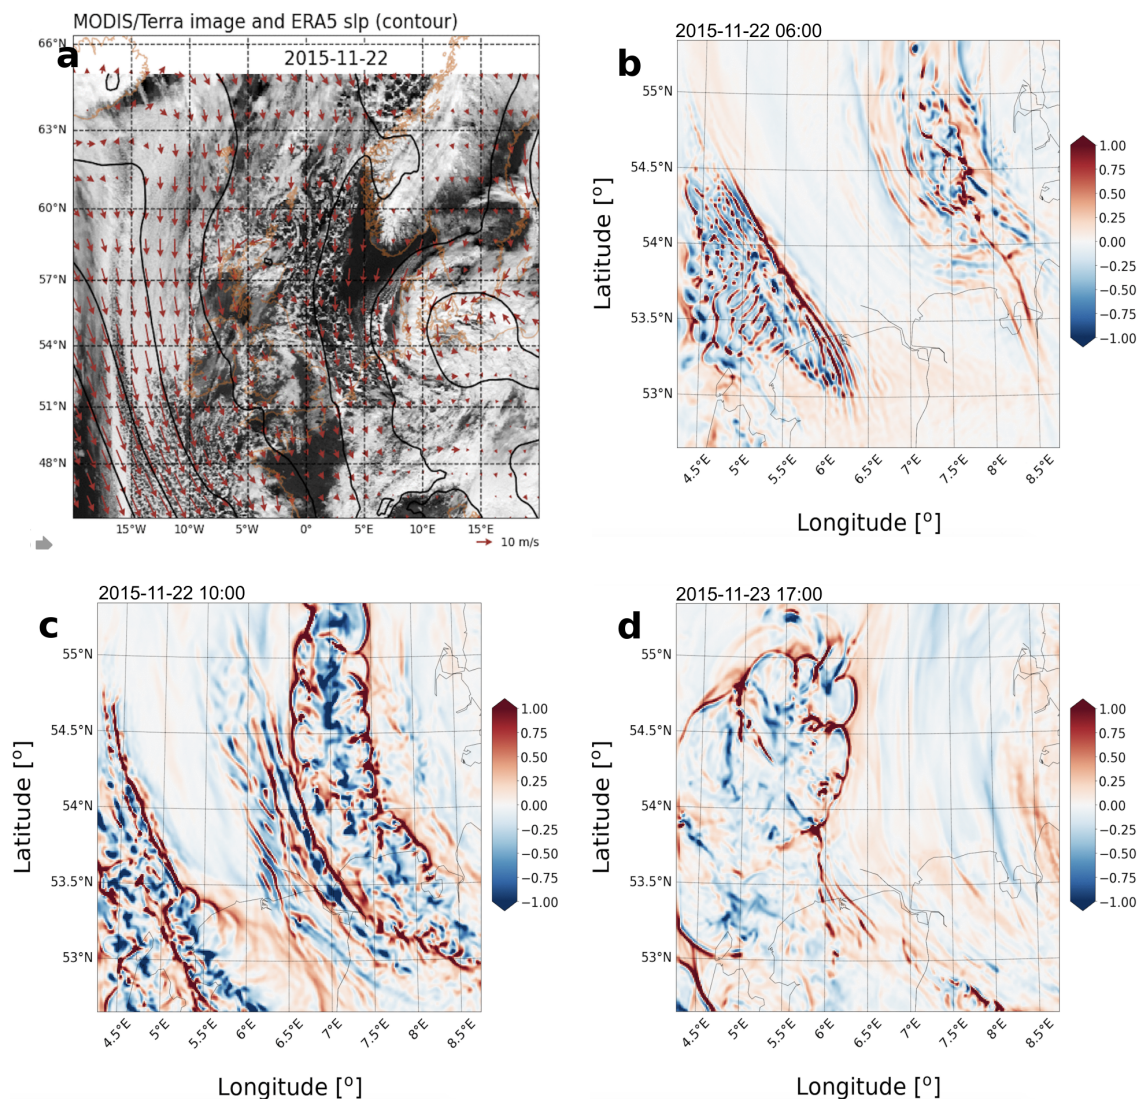 MODIS/Terra image and ERA5 slp (contour)
a
2015-11-22
66°N
63°N
60°N
57°N
54°N
51°N
48°N
15°W 10°W 5°W 0° 5°E 10°E 15°E
10 m/s
2015-11-22 06:00
b
55°N
54.5°N
54°N
53.5°N
53°N
Latitude [°]
4.5°E 5°E 5.5°E 6°E 6.5°E 7°E 7.5°E 8°E 8.5°E
Longitude [°]
1.00
0.75
0.50
0.25
0.00
−0.25
−0.50
−0.75
−1.00
2015-11-22 10:00
c
55°N
54.5°N
54°N
53.5°N
53°N
Latitude [°]
4.5°E 5°E 5.5°E 6°E 6.5°E 7°E 7.5°E 8°E 8.5°E
Longitude [°]
1.00
0.75
0.50
0.25
0.00
−0.25
−0.50
−0.75
−1.00
2015-11-23 17:00
d
55°N
54.5°N
54°N
53.5°N
53°N
Latitude [°]
4.5°E 5°E 5.5°E 6°E 6.5°E 7°E 7.5°E 8°E 8.5°E
Longitude [°]
1.00
0.75
0.50
0.25
0.00
−0.25
−0.50
−0.75
−1.00